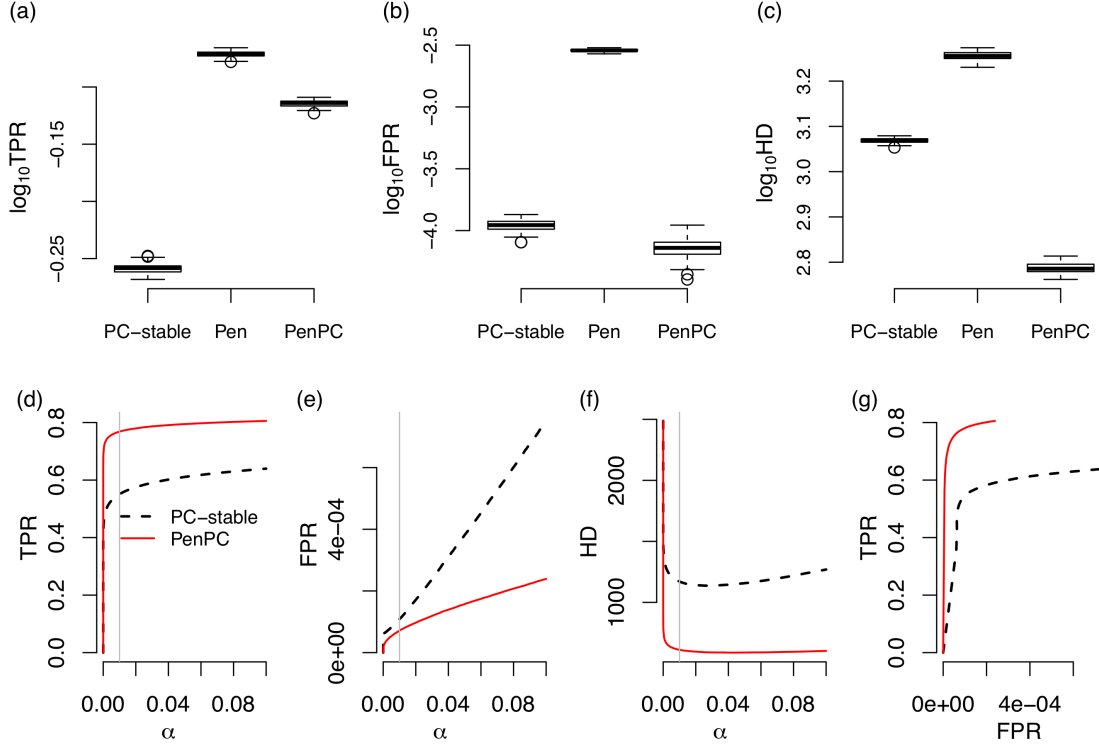 (a)
log10TPR
−0.15
−0.25
PC−stable
Pen
PenPC
(b)
log10FPR
−2.5
−3.0
−3.5
−4.0
PC−stable
Pen
PenPC
(c)
log10HD
3.2
3.1
3.0
2.9
2.8
PC−stable
Pen
PenPC
(d)
TPR
0.8
0.6
0.4
0.2
0.0
PC−stable
PenPC
0.00
0.04
0.08
α
(e)
FPR
4e−04
0e+00
0.00
0.04
0.08
α
(f)
HD
2000
1000
0.00
0.04
0.08
α
(g)
TPR
0.8
0.6
0.4
0.2
0.0
0e+00
4e−04
FPR